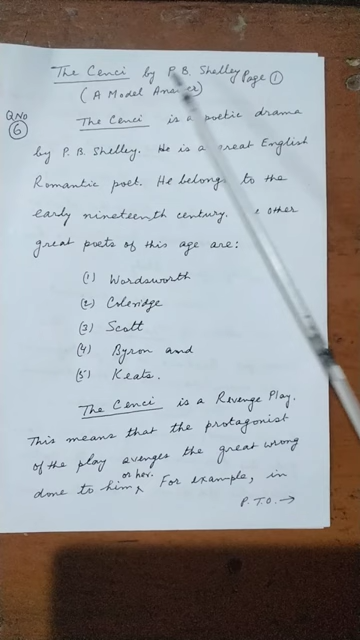 The Cenci by P. B. Shelley Page 1
(A Model Answer)
Q.No 6
The Cenci is a poetic drama
by P. B. Shelley. He is a great English
Romantic poet. He belongs to the
early nineteenth century. other
great poets of this age are:
(1) Wordsworth
(2) Coleridge
(3) Scott
(4) Byron and
(5) Keats.
The Cenci is a Revenge Play.
This means that the protagonist
of the play avenges the great wrong
or her.
done to him ^ For example, in
P.T.O. →